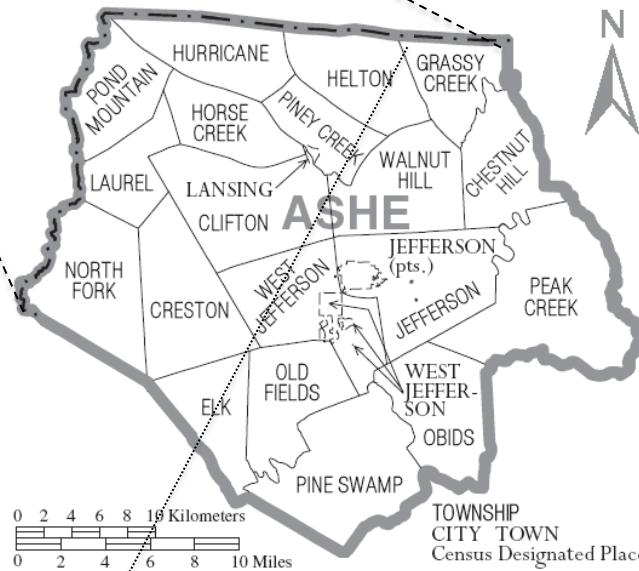 N
HURRICANE
GRASSY
CREEK
HELTON
POND
MOUNTAIN
HORSE
CREEK
PINEY CREEK
WALNUT
HILL
CHESTNUT
HILL
LAUREL
LANSING
CLIFTON
ASHE
JEFFERSON
(pts.)
NORTH
FORK
WEST
JEFFERSON
PEAK
CREEK
CRESTON
JEFFERSON
OLD
FIELDS
WEST
JEFFER-
SON
ELK
OBIDS
PINE SWAMP
0 2 4 6 8 10 Kilometers
0 2 4 6 8 10 Miles
TOWNSHIP
CITY TOWN
Census Designated Place